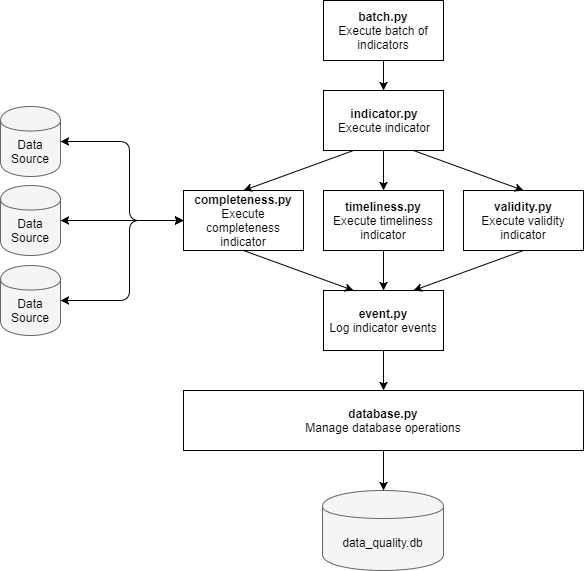 batch.py
Execute batch of
indicators
indicator.py
Execute indicator
Data
Source
Data
Source
Data
Source
completeness.py
Execute
completeness
indicator
timeliness.py
Execute timeliness
indicator
validity.py
Execute validity
indicator
event.py
Log indicator events
database.py
Manage database operations
data_quality.db